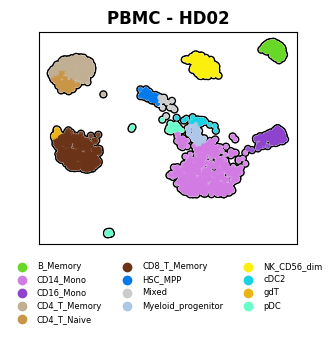 PBMC - HD02
B_Memory
CD14_Mono
CD16_Mono
CD4_T_Memory
CD4_T_Naive
CD8_T_Memory
HSC_MPP
Mixed
Myeloid_progenitor
NK_CD56_dim
cDC2
gdT
pDC